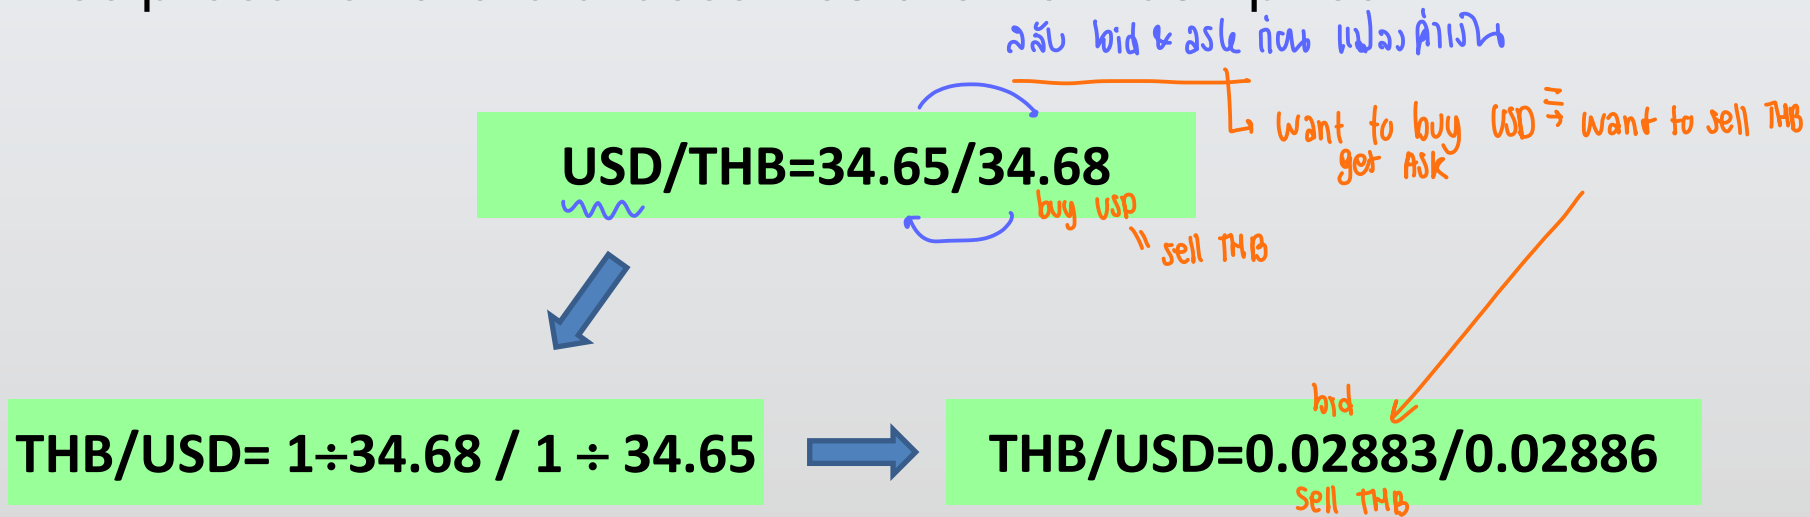 สลับ bid & ask ก่อน แปลงค่าเงิน
want to buy USD → want to sell THB
get ASK
USD/THB=34.65/34.68
buy USD
sell THB
bid
THB/USD= 1÷34.68 / 1 ÷ 34.65
THB/USD=0.02883/0.02886
sell THB